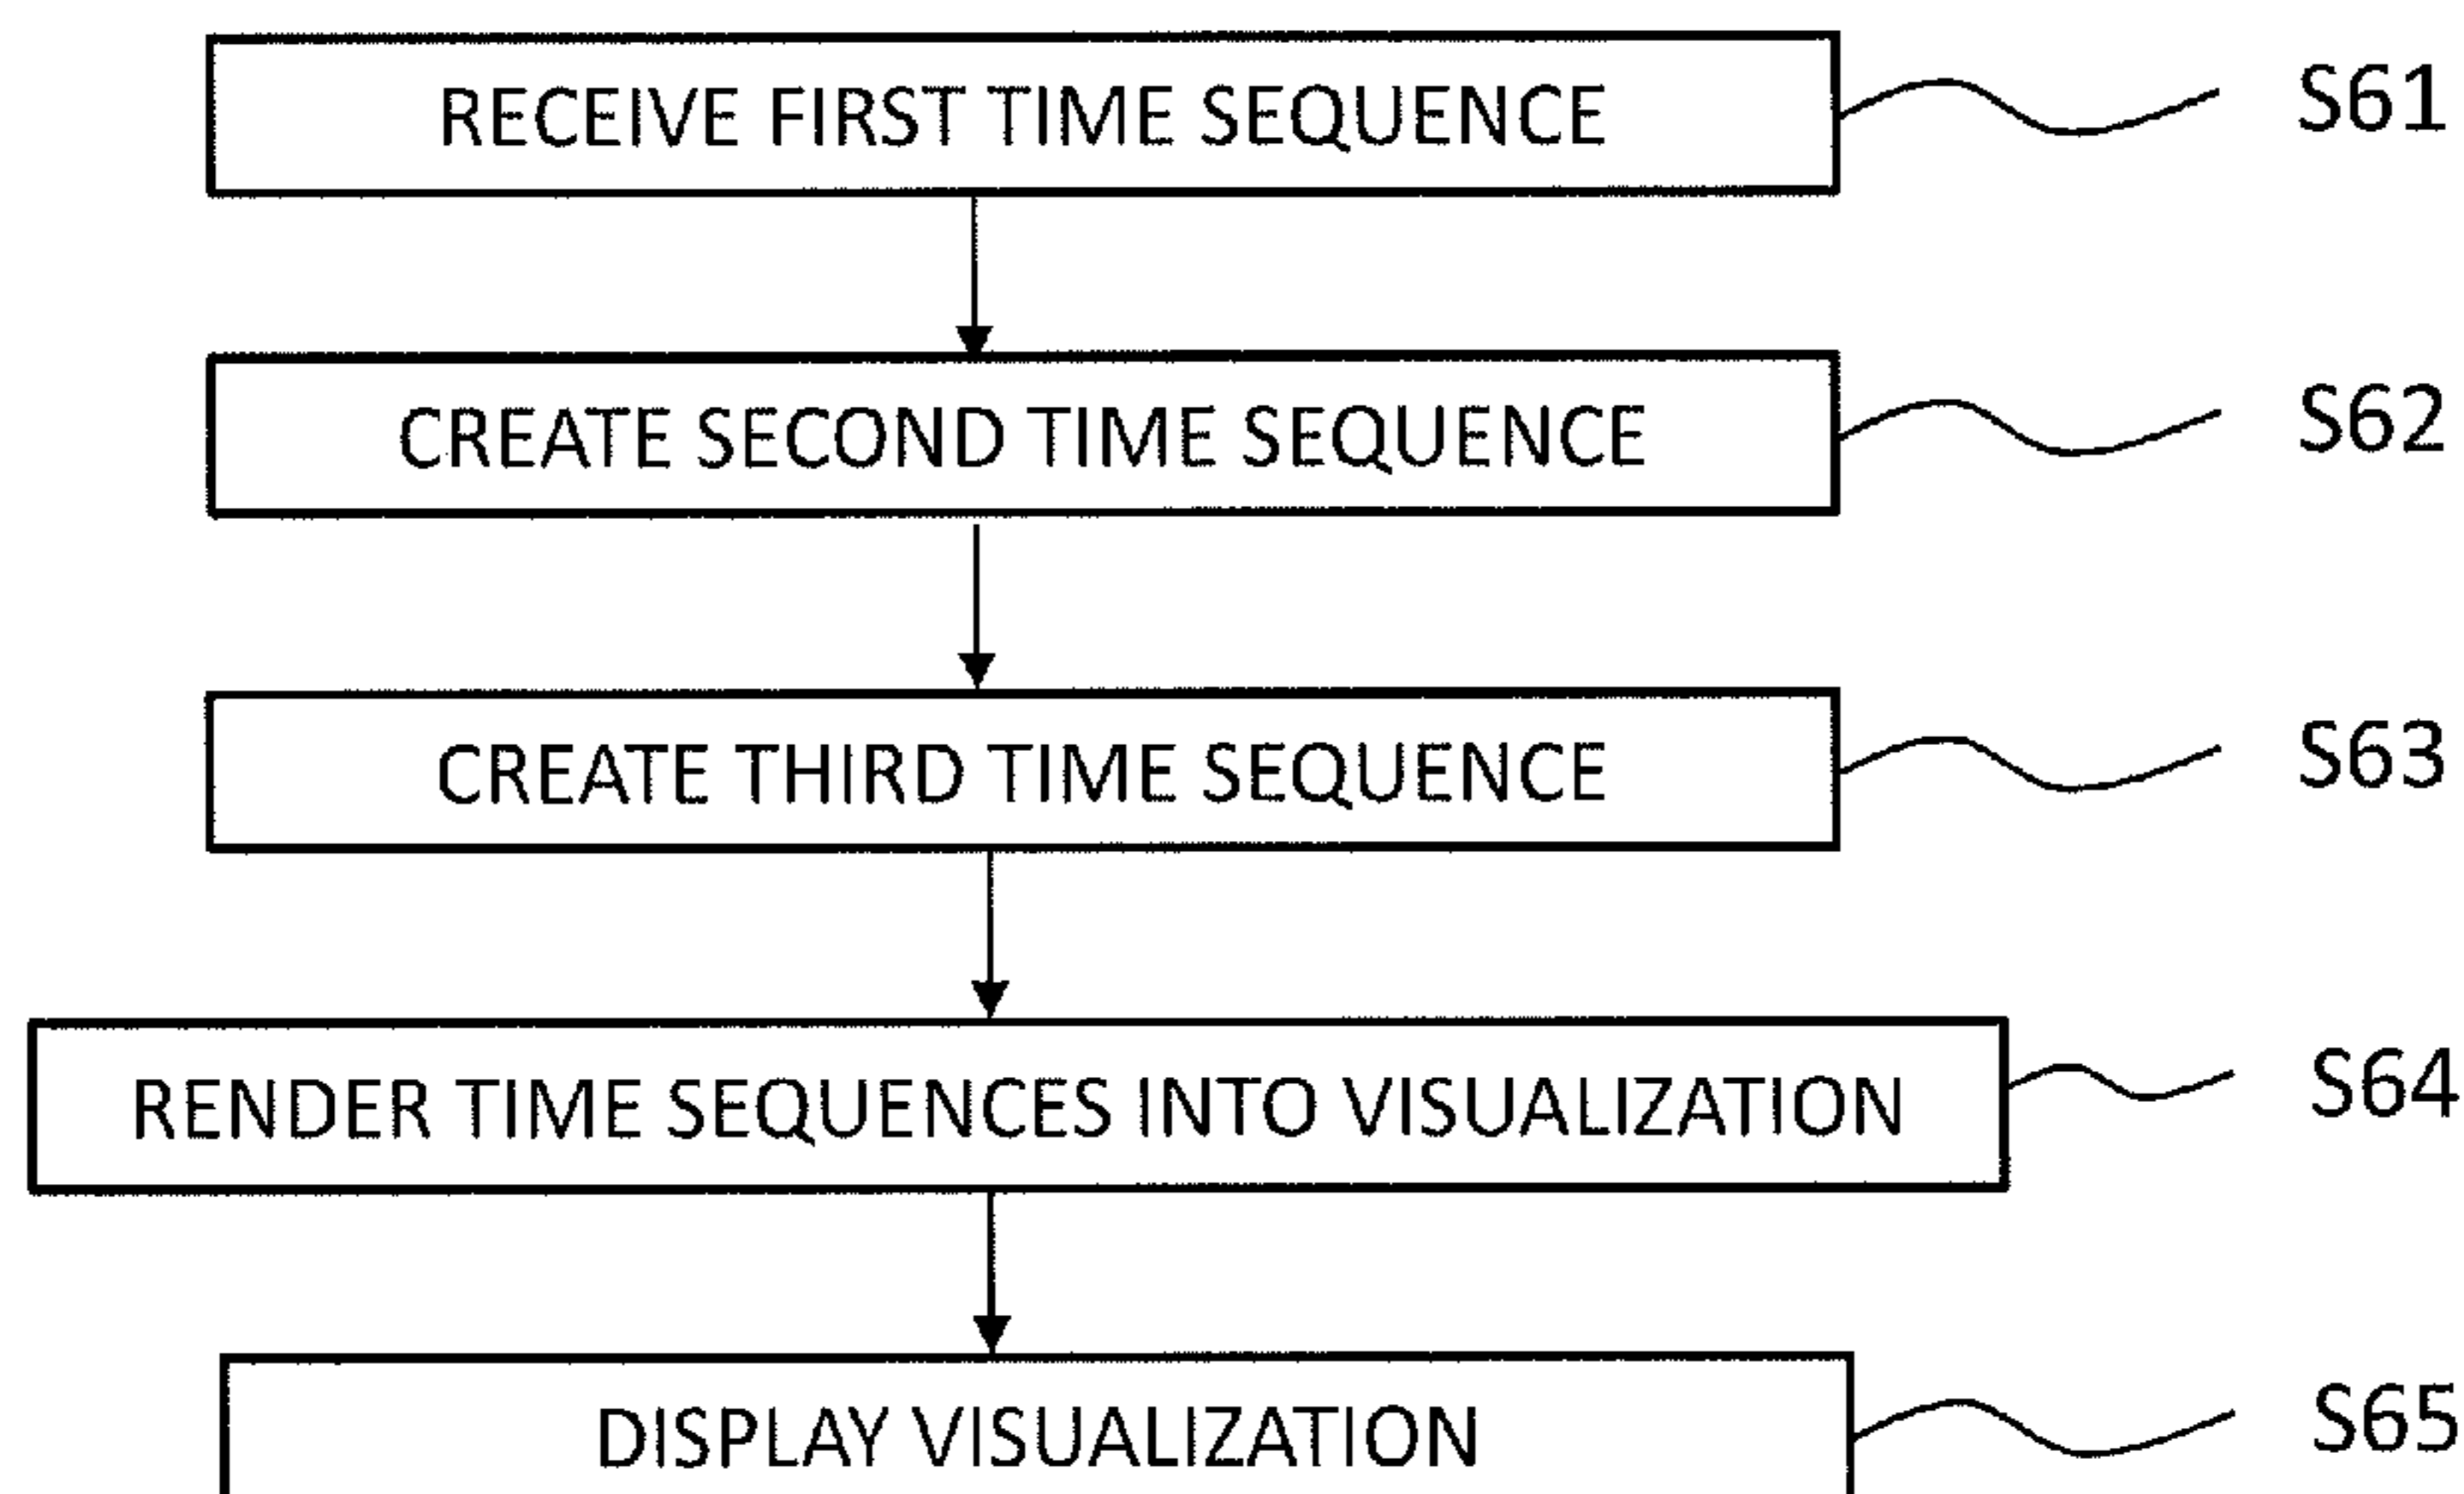 RECEIVE FIRST TIME SEQUENCE S61
CREATE SECOND TIME SEQUENCE S62
CREATE THIRD TIME SEQUENCE S63
RENDER TIME SEQUENCES INTO VISUALIZATION S64
DISPLAY VISUALIZATION S65